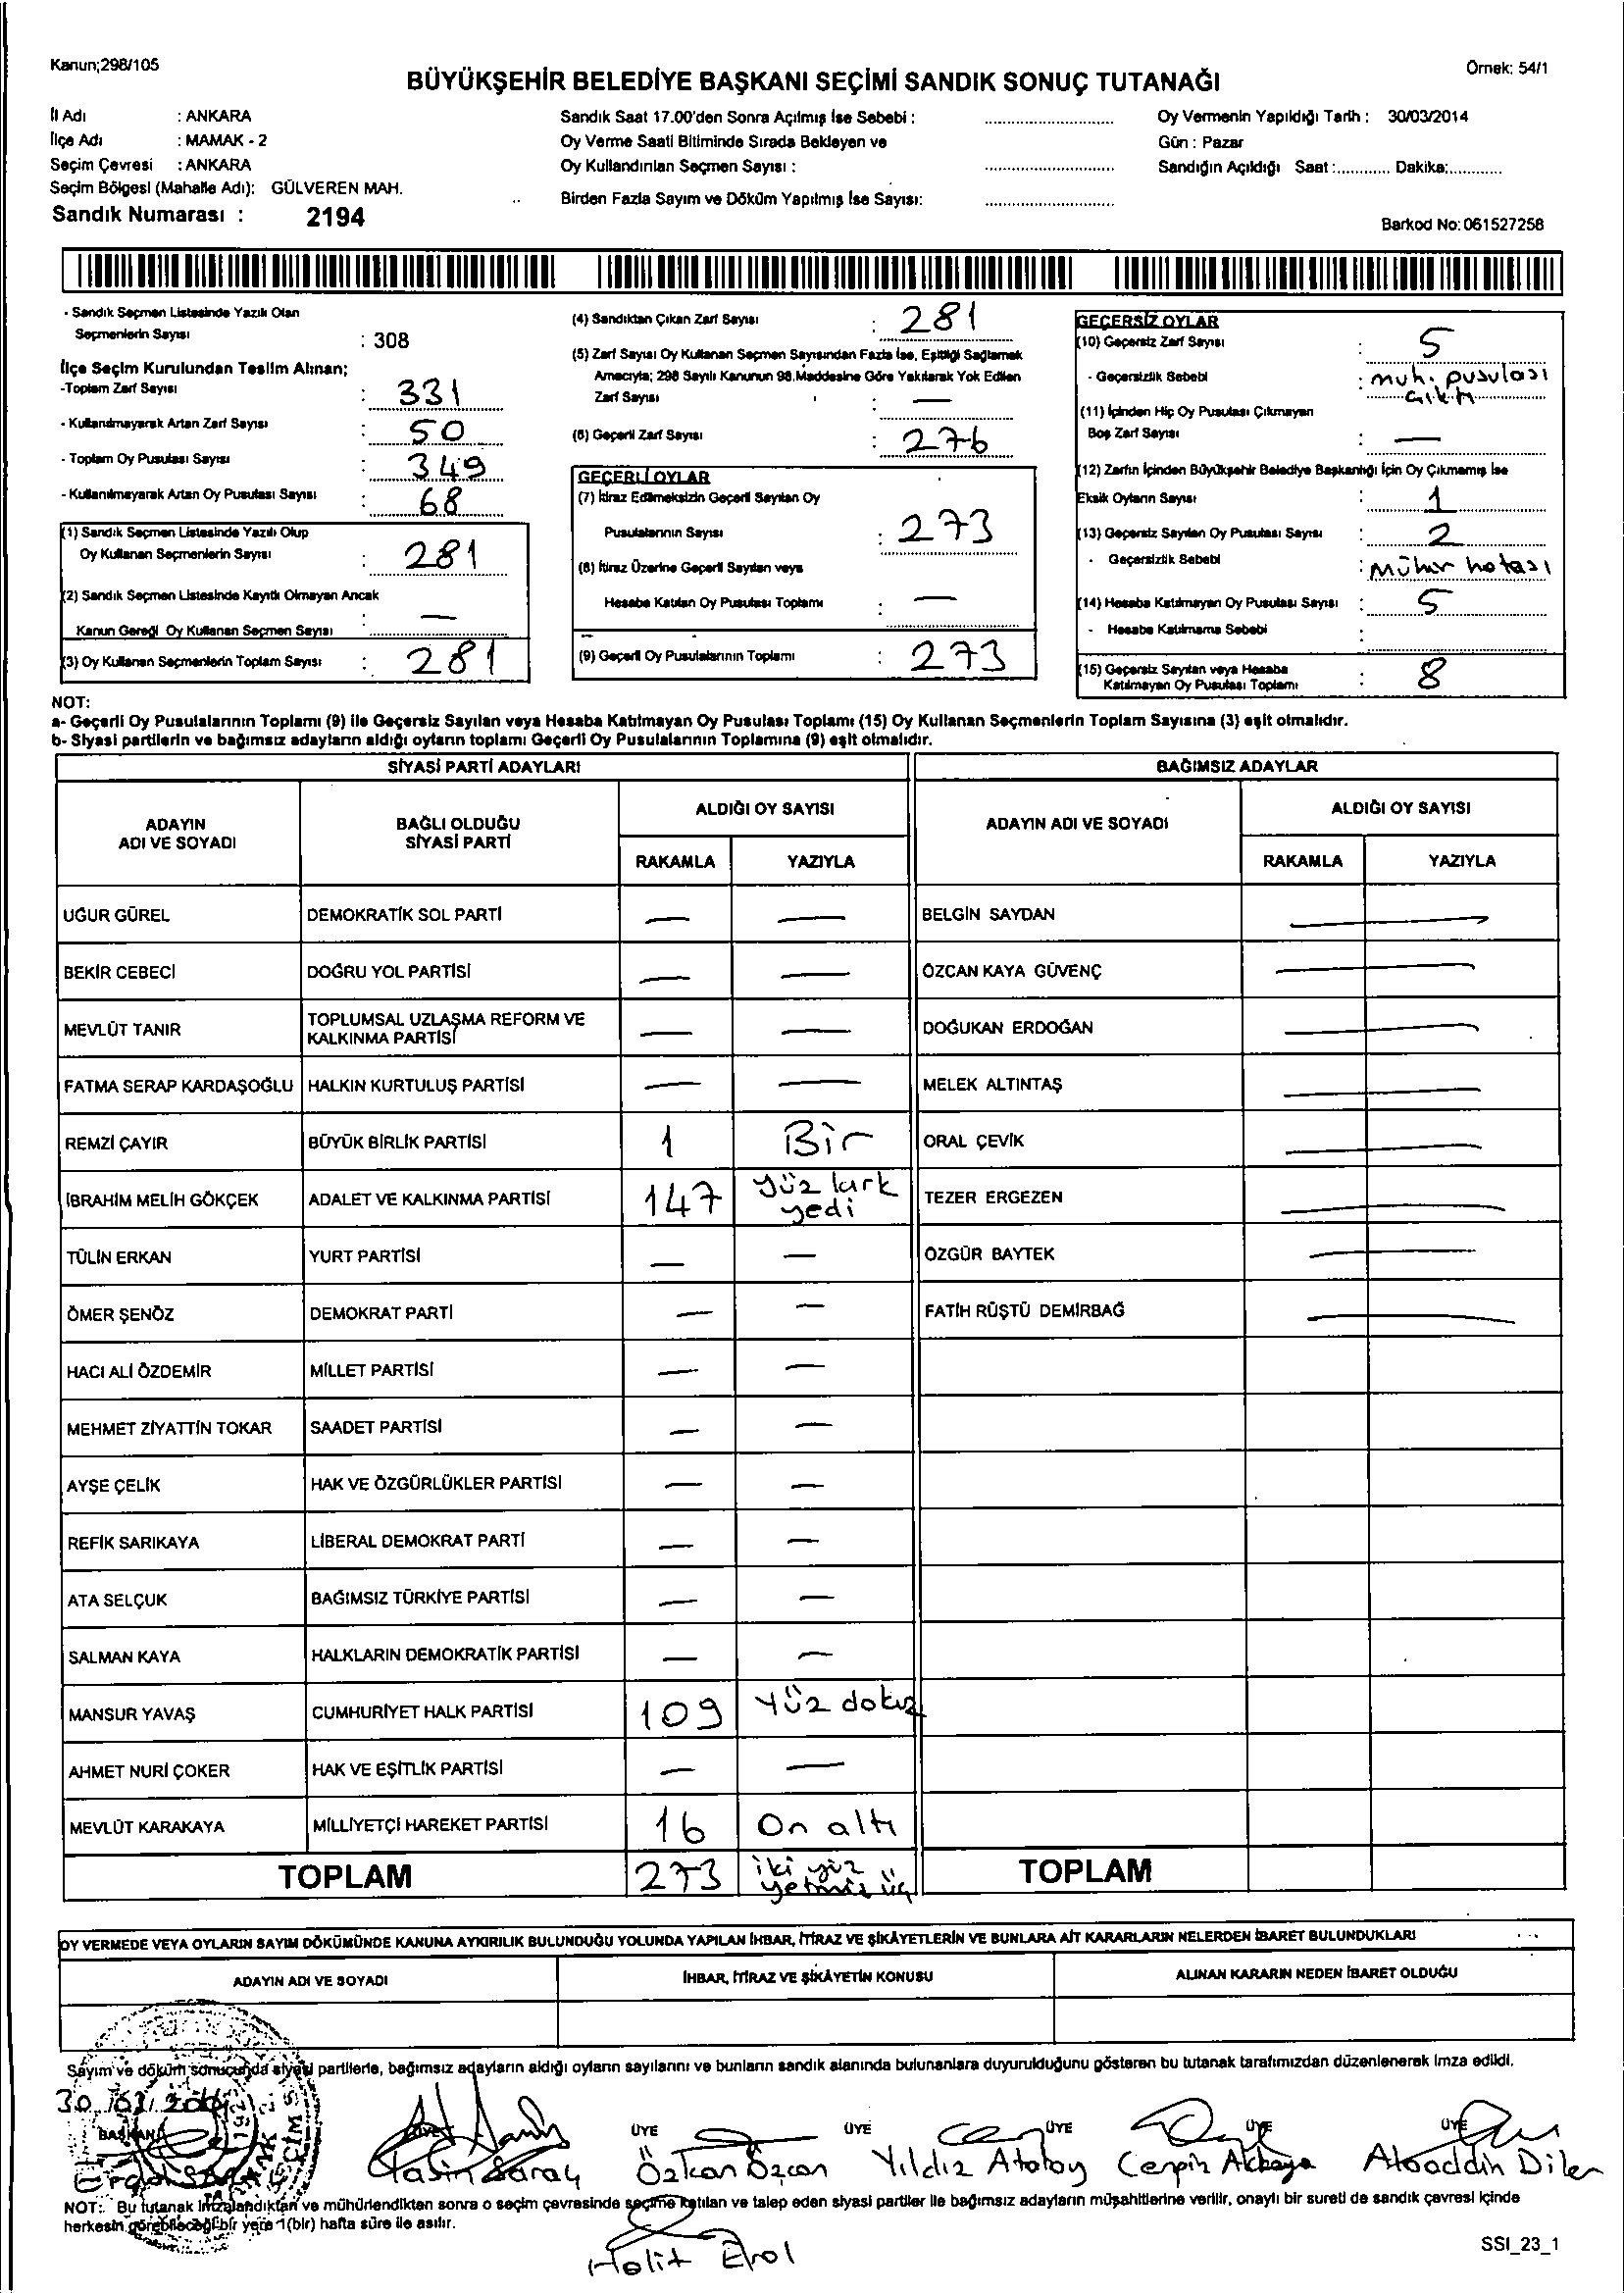 Kanun;298/105
Örnek: 54/1
BÜYÜKŞEHİR BELEDİYE BAŞKANI SEÇİMİ SANDIK SONUÇ TUTANAĞI
İl Adı : ANKARA
İlçe Adı : MAMAK - 2
Seçim Çevresi : ANKARA
Seçim Bölgesi (Mahalle Adı): GÜLVEREN MAH.
Sandık Numarası : 2194
Sandık Saat 17.00'den Sonra Açılmış İse Sebebi :
Oy Verme Saati Bitiminde Sırada Bekleyen ve
Oy Kullandırılan Seçmen Sayısı :
Birden Fazla Sayım ve Döküm Yapılmış İse Sayısı:
Oy Vermenin Yapıldığı Tarih : 30/03/2014
Gün : Pazar
Sandığın Açıldığı Saat :............ Dakika:............
Barkod No: 061527258
- Sandık Seçmen Listesinde Yazılı Olan
Seçmenlerin Sayısı : 308
İlçe Seçim Kurulundan Teslim Alınan;
-Toplam Zarf Sayısı : 331
- Kullanılmayarak Artan Zarf Sayısı : 50
- Toplam Oy Pusulası Sayısı : 349
- Kullanılmayarak Artan Oy Pusulası Sayısı : 68
(1) Sandık Seçmen Listesinde Yazılı Olup
Oy Kullanan Seçmenlerin Sayısı : 281
(2) Sandık Seçmen Listesinde Kayıtlı Olmayan Ancak
Kanun Gereği Oy Kullanan Seçmen Sayısı : —
(3) Oy Kullanan Seçmenlerin Toplam Sayısı : 281
(4) Sandıktan Çıkan Zarf Sayısı : 281
(5) Zarf Sayısı Oy Kullanan Seçmen Sayısından Fazla İse, Eşitliği Sağlamak
Amacıyla; 298 Sayılı Kanunun 98.Maddesine Göre Yakılarak Yok Edilen
Zarf Sayısı : —
(6) Geçerli Zarf Sayısı : 276
GEÇERLİ OYLAR
(7) İtiraz Edilmeksizin Geçerli Sayılan Oy
Pusulalarının Sayısı : 273
(8) İtiraz Üzerine Geçerli Sayılan veya
Hesaba Katılan Oy Pusulası Toplamı : —
(9) Geçerli Oy Pusulalarının Toplamı : 273
GEÇERSİZ OYLAR
(10) Geçersiz Zarf Sayısı : 5
- Geçersizlik Sebebi : muh. pusulası
çıktı
(11) İçinden Hiç Oy Pusulası Çıkmayan
Boş Zarf Sayısı : —
(12) Zarfın İçinden Büyükşehir Belediye Başkanlığı İçin Oy Çıkmamış İse
Eksik Oyların Sayısı : 1
(13) Geçersiz Sayılan Oy Pusulası Sayısı : 2
- Geçersizlik Sebebi : Mühür hatası
(14) Hesaba Katılmayan Oy Pusulası Sayısı : 5
- Hesaba Katılmama Sebebi :
(15) Geçersiz Sayılan veya Hesaba
Katılmayan Oy Pusulası Toplamı : 8
NOT:
a- Geçerli Oy Pusulalarının Toplamı (9) ile Geçersiz Sayılan veya Hesaba Katılmayan Oy Pusulası Toplamı (15) Oy Kullanan Seçmenlerin Toplam Sayısına (3) eşit olmalıdır.
b- Siyasi partilerin ve bağımsız adayların aldığı oyların toplamı Geçerli Oy Pusulalarının Toplamına (9) eşit olmalıdır.
SİYASİ PARTİ ADAYLARI
BAĞIMSIZ ADAYLAR
ADAYIN ADI VE SOYADI
BAĞLI OLDUĞU SİYASİ PARTİ
ALDIĞI OY SAYISI
RAKAMLA YAZIYLA
ADAYIN ADI VE SOYADI
ALDIĞI OY SAYISI
RAKAMLA YAZIYLA
UĞUR GÜREL DEMOKRATİK SOL PARTİ — — BELGİN SAYDAN —
BEKİR CEBECİ DOĞRU YOL PARTİSİ — — ÖZCAN KAYA GÜVENÇ —
MEVLÜT TANIR TOPLUMSAL UZLAŞMA REFORM VE KALKINMA PARTİSİ — — DOĞUKAN ERDOĞAN —
FATMA SERAP KARDAŞOĞLU HALKIN KURTULUŞ PARTİSİ — — MELEK ALTINTAŞ —
REMZİ ÇAYIR BÜYÜK BİRLİK PARTİSİ 1 Bir ORAL ÇEVİK —
İBRAHİM MELİH GÖKÇEK ADALET VE KALKINMA PARTİSİ 147 Yüz kırk yedi TEZER ERGEZEN —
TÜLİN ERKAN YURT PARTİSİ — — ÖZGÜR BAYTEK —
ÖMER ŞENÖZ DEMOKRAT PARTİ — — FATİH RÜŞTÜ DEMİRBAĞ —
HACI ALİ ÖZDEMİR MİLLET PARTİSİ — —
MEHMET ZİYATTİN TOKAR SAADET PARTİSİ — —
AYŞE ÇELİK HAK VE ÖZGÜRLÜKLER PARTİSİ — —
REFİK SARIKAYA LİBERAL DEMOKRAT PARTİ — —
ATA SELÇUK BAĞIMSIZ TÜRKİYE PARTİSİ — —
SALMAN KAYA HALKLARIN DEMOKRATİK PARTİSİ — —
MANSUR YAVAŞ CUMHURİYET HALK PARTİSİ 109 Yüz dokuz
AHMET NURİ ÇOKER HAK VE EŞİTLİK PARTİSİ — —
MEVLÜT KARAKAYA MİLLİYETÇİ HAREKET PARTİSİ 16 On altı
TOPLAM 273 iki yüz yetmiş üç TOPLAM
OY VERMEDE VEYA OYLARIN SAYIM DÖKÜMÜNDE KANUNA AYKIRILIK BULUNDUĞU YOLUNDA YAPILAN İHBAR, İTİRAZ VE ŞİKÂYETLERİN VE BUNLARA AİT KARARLARIN NELERDEN İBARET BULUNDUKLARI
ADAYIN ADI VE SOYADI İHBAR, İTİRAZ VE ŞİKÂYETİN KONUSU ALINAN KARARIN NEDEN İBARET OLDUĞU
Sayım ve döküm sonucunda siyasi partilerle, bağımsız adayların aldığı oyların sayılarını ve bunların sandık alanında bulunanlara duyurulduğunu gösteren bu tutanak tarafımızdan düzenlenerek imza edildi.
30/03/2014
BAŞKAN ÜYE ÜYE ÜYE ÜYE ÜYE
Yasin Saray Özkan Özcan Yıldız Atalay Cengiz Akkaya Alaaddin Diler
NOT: Bu tutanak imzalandıktan ve mühürlendikten sonra o seçim çevresinde seçime katılan ve talep eden siyasi partiler ile bağımsız adayların müşahitlerine verilir, onaylı bir sureti de sandık çevresi içinde
herkesin görebileceği bir yere 1(bir) hafta süre ile asılır.
Halit Erol
SSI_23_1